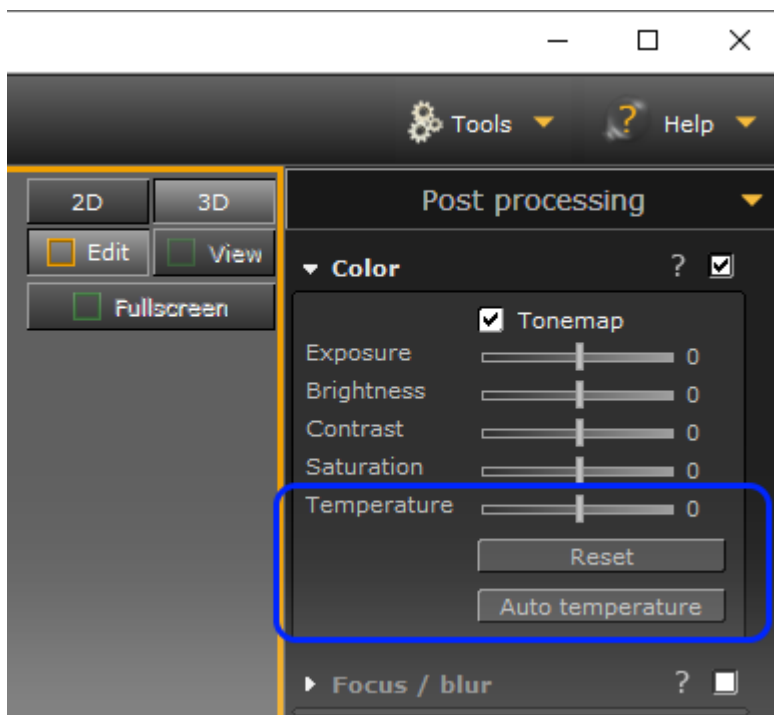 Tools
? Help
2D 3D
Post processing
Edit View
Color ?
Fullscreen
Tonemap
Exposure 0
Brightness 0
Contrast 0
Saturation 0
Temperature 0
Reset
Auto temperature
Focus / blur ?